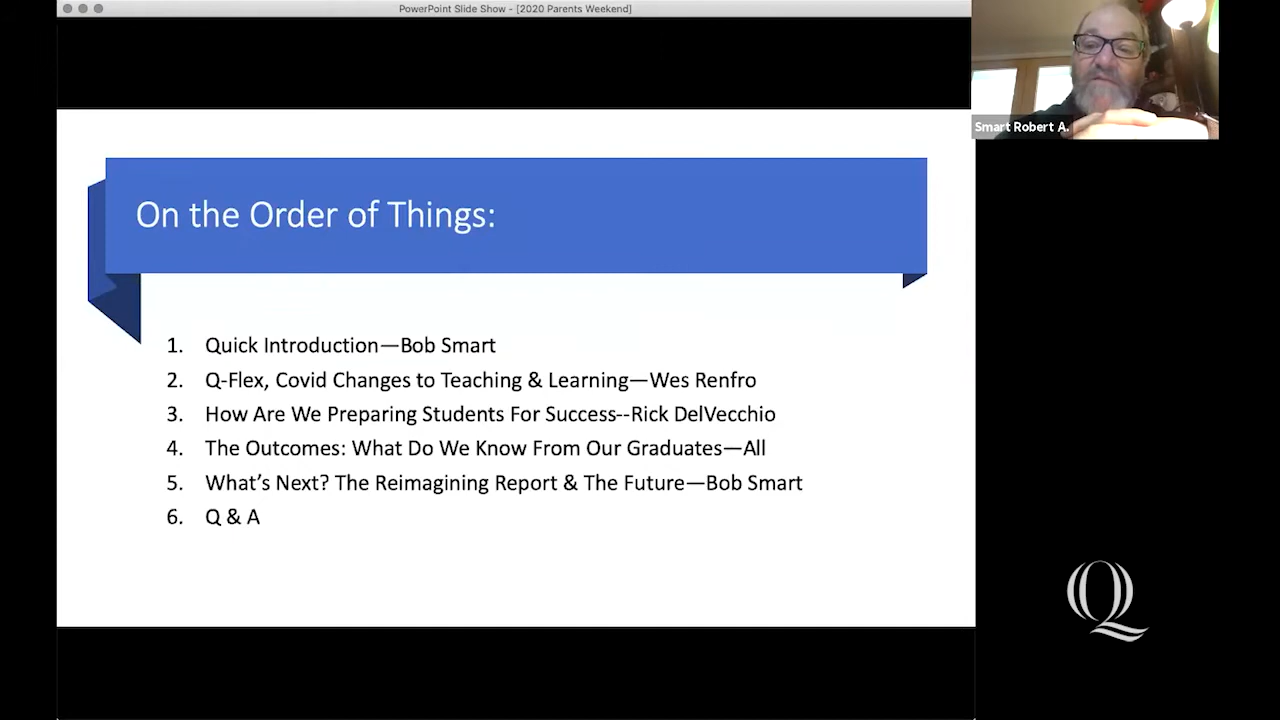 PowerPoint Slide Show - [2020 Parents Weekend]
Smart Robert A.
On the Order of Things:
1. Quick Introduction—Bob Smart
2. Q-Flex, Covid Changes to Teaching & Learning—Wes Renfro
3. How Are We Preparing Students For Success--Rick DelVecchio
4. The Outcomes: What Do We Know From Our Graduates—All
5. What’s Next? The Reimagining Report & The Future—Bob Smart
6. Q & A
Q